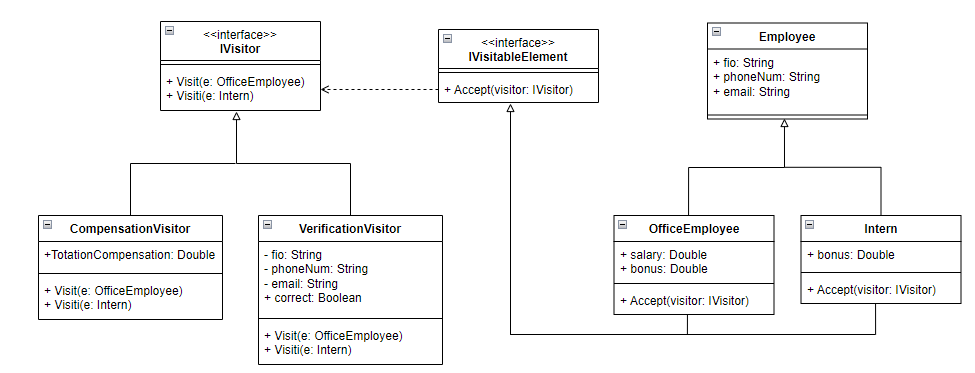 <<interface>>
IVisitor
+ Visit(e: OfficeEmployee)
+ Visiti(e: Intern)
<<interface>>
IVisitableElement
+ Accept(visitor: IVisitor)
Employee
+ fio: String
+ phoneNum: String
+ email: String
CompensationVisitor
+TotationCompensation: Double
+ Visit(e: OfficeEmployee)
+ Visiti(e: Intern)
VerificationVisitor
- fio: String
- phoneNum: String
- email: String
+ correct: Boolean
+ Visit(e: OfficeEmployee)
+ Visiti(e: Intern)
OfficeEmployee
+ salary: Double
+ bonus: Double
+ Accept(visitor: IVisitor)
Intern
+ bonus: Double
+ Accept(visitor: IVisitor)